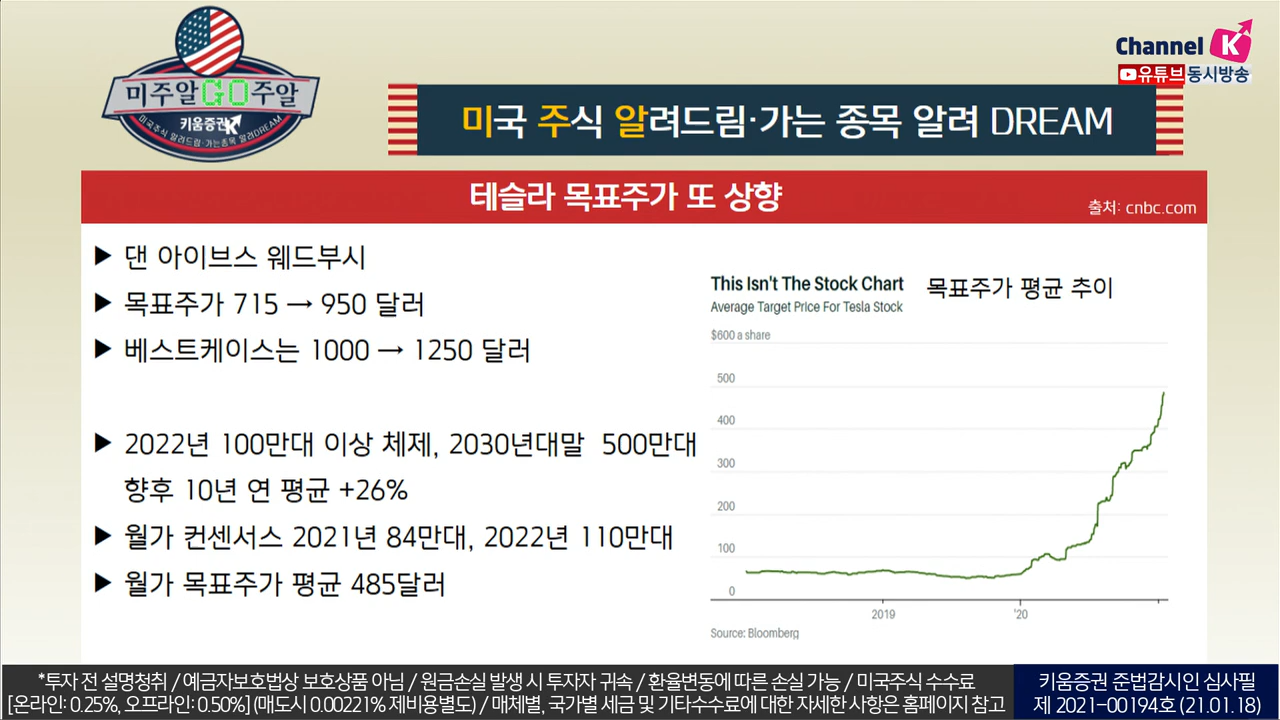 미주알GO주알
키움증권
미국주식 알려드림·가는종목 알려DREAM
Channel K
유튜브 동시방송
미국 주식 알려드림·가는 종목 알려 DREAM
테슬라 목표주가 또 상향
출처: cnbc.com
▶ 댄 아이브스 웨드부시
▶ 목표주가 715 → 950 달러
▶ 베스트케이스는 1000 → 1250 달러
▶ 2022년 100만대 이상 체제, 2030년대말 500만대
향후 10년 연 평균 +26%
▶ 월가 컨센서스 2021년 84만대, 2022년 110만대
▶ 월가 목표주가 평균 485달러
This Isn't The Stock Chart
목표주가 평균 추이
Average Target Price For Tesla Stock
$600 a share
500
400
300
200
100
0
2019
'20
Source: Bloomberg
*투자 전 설명청취 / 예금자보호법상 보호상품 아님 / 원금손실 발생 시 투자자 귀속 / 환율변동에 따른 손실 가능 / 미국주식 수수료
[온라인: 0.25%, 오프라인: 0.50%] (매도시 0.00221% 제비용별도) / 매체별, 국가별 세금 및 기타수수료에 대한 자세한 사항은 홈페이지 참고
키움증권 준법감시인 심사필
제 2021-00194호 (21.01.18)